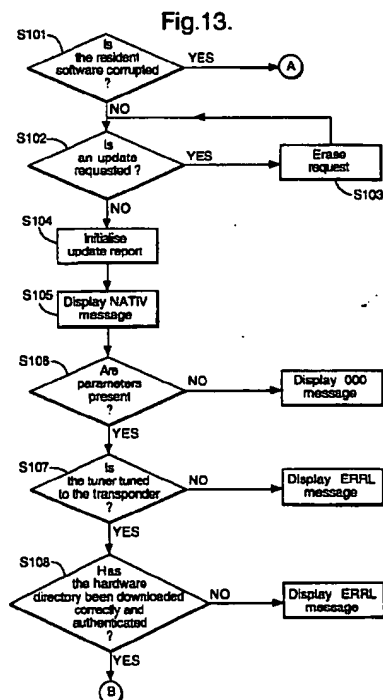 Fig.13.
S101
Is
the resident
software corrupted
?
YES
A
NO
S102
Is
an update
requested ?
YES
Erase
request
S103
NO
S104
Initialise
update report
S105
Display NATIV
message
S106
Are
parameters
present
?
NO
Display 000
message
YES
S107
Is
the tuner tuned
to the transponder
?
NO
Display ERRL
message
YES
S108
Has
the hardware
directory been downloaded
correctly and
authenticated
?
NO
Display ERRL
message
YES
B